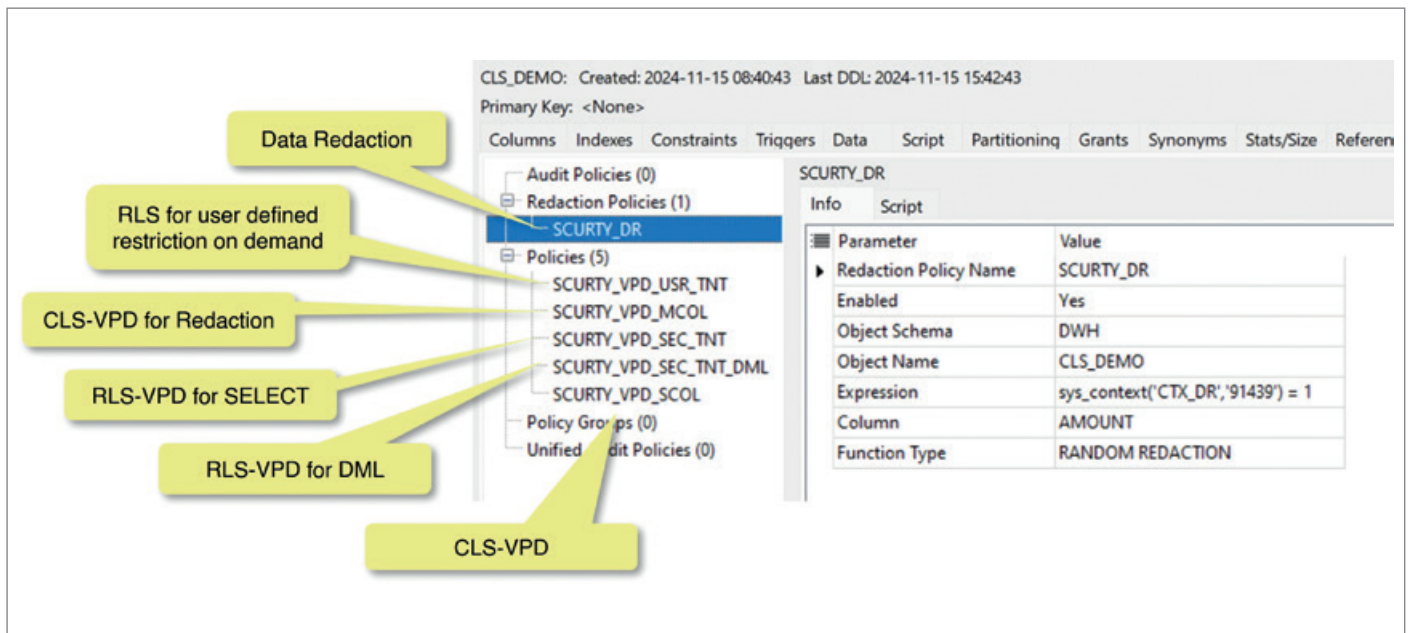 CLS_DEMO: Created: 2024-11-15 08:40:43 Last DDL: 2024-11-15 15:42:43
Primary Key: <None>
Columns Indexes Constraints Triggers Data Script Partitioning Grants Synonyms Stats/Size Referen
Data Redaction
RLS for user defined
restriction on demand
CLS-VPD for Redaction
RLS-VPD for SELECT
RLS-VPD for DML
CLS-VPD
Audit Policies (0)
Redaction Policies (1)
SCURTY_DR
Policies (5)
SCURTY_VPD_USR_TNT
SCURTY_VPD_MCOL
SCURTY_VPD_SEC_TNT
SCURTY_VPD_SEC_TNT_DML
SCURTY_VPD_SCOL
Policy Groups (0)
Unified Audit Policies (0)
SCURTY_DR
Info Script
Parameter Value
Redaction Policy Name SCURTY_DR
Enabled Yes
Object Schema DWH
Object Name CLS_DEMO
Expression sys_context('CTX_DR','91439') = 1
Column AMOUNT
Function Type RANDOM REDACTION